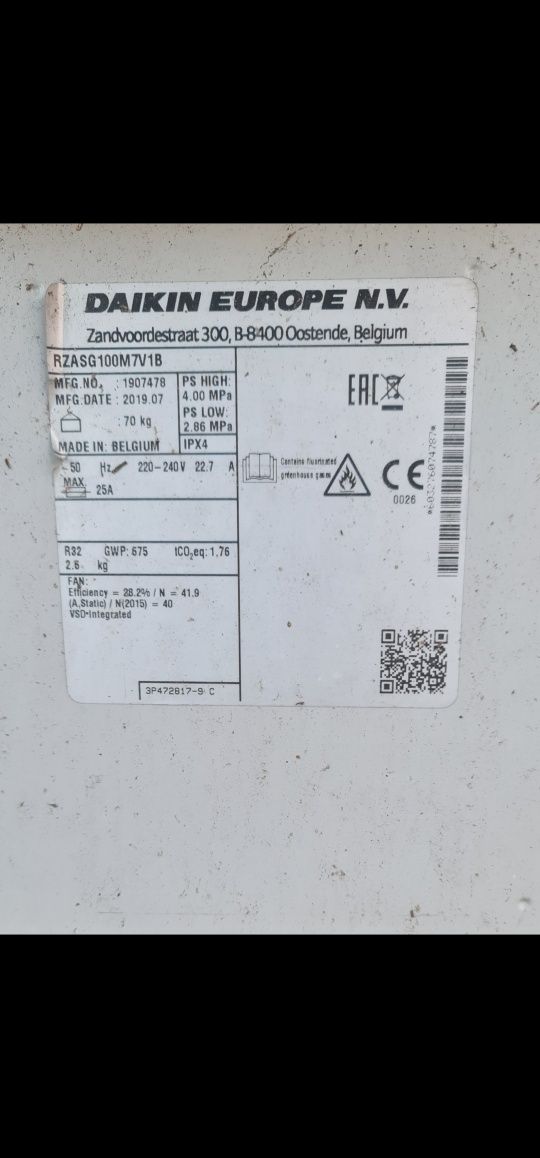 DAIKIN EUROPE N.V.
Zandvoordestraat 300, B-8400 Oostende, Belgium
RZASG100M7V1B
MFG.NO. : 1907478
MFG.DATE : 2019.07
: 70 kg
MADE IN: BELGIUM
PS HIGH:
4.00 MPa
PS LOW:
2.86 MPa
IPX4
~50 Hz 220-240V 22.7 A
MAX. 25A
R32 GWP: 675 tCO₂eq: 1.76
2.6 kg
FAN:
Efficiency = 28.2% / N = 41.9
(A,Static) / N(2015) = 40
VSD-Integrated
3P472817-9 C
EAC
Contains fluorinated
greenhouse gases
CE
0026
*603276074787*